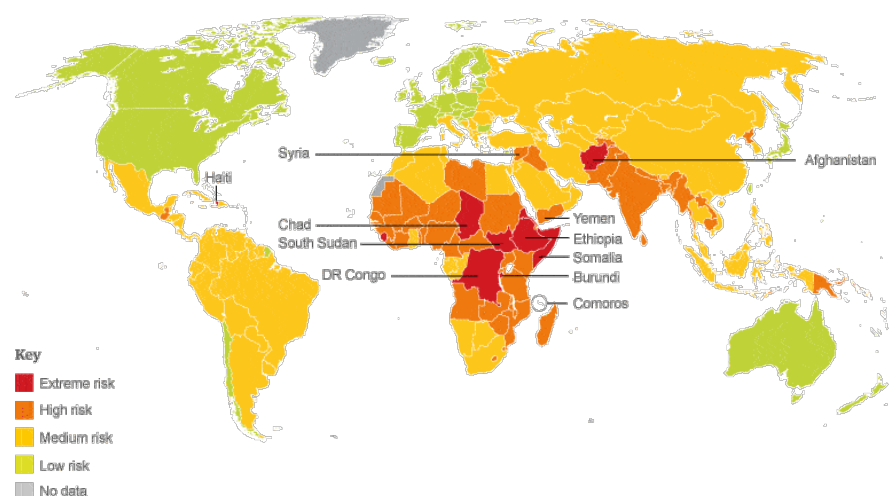 Syria
Afghanistan
Haiti
Chad
Yemen
South Sudan
Ethiopia
Somalia
DR Congo
Burundi
Comoros
Key
Extreme risk
High risk
Medium risk
Low risk
No data